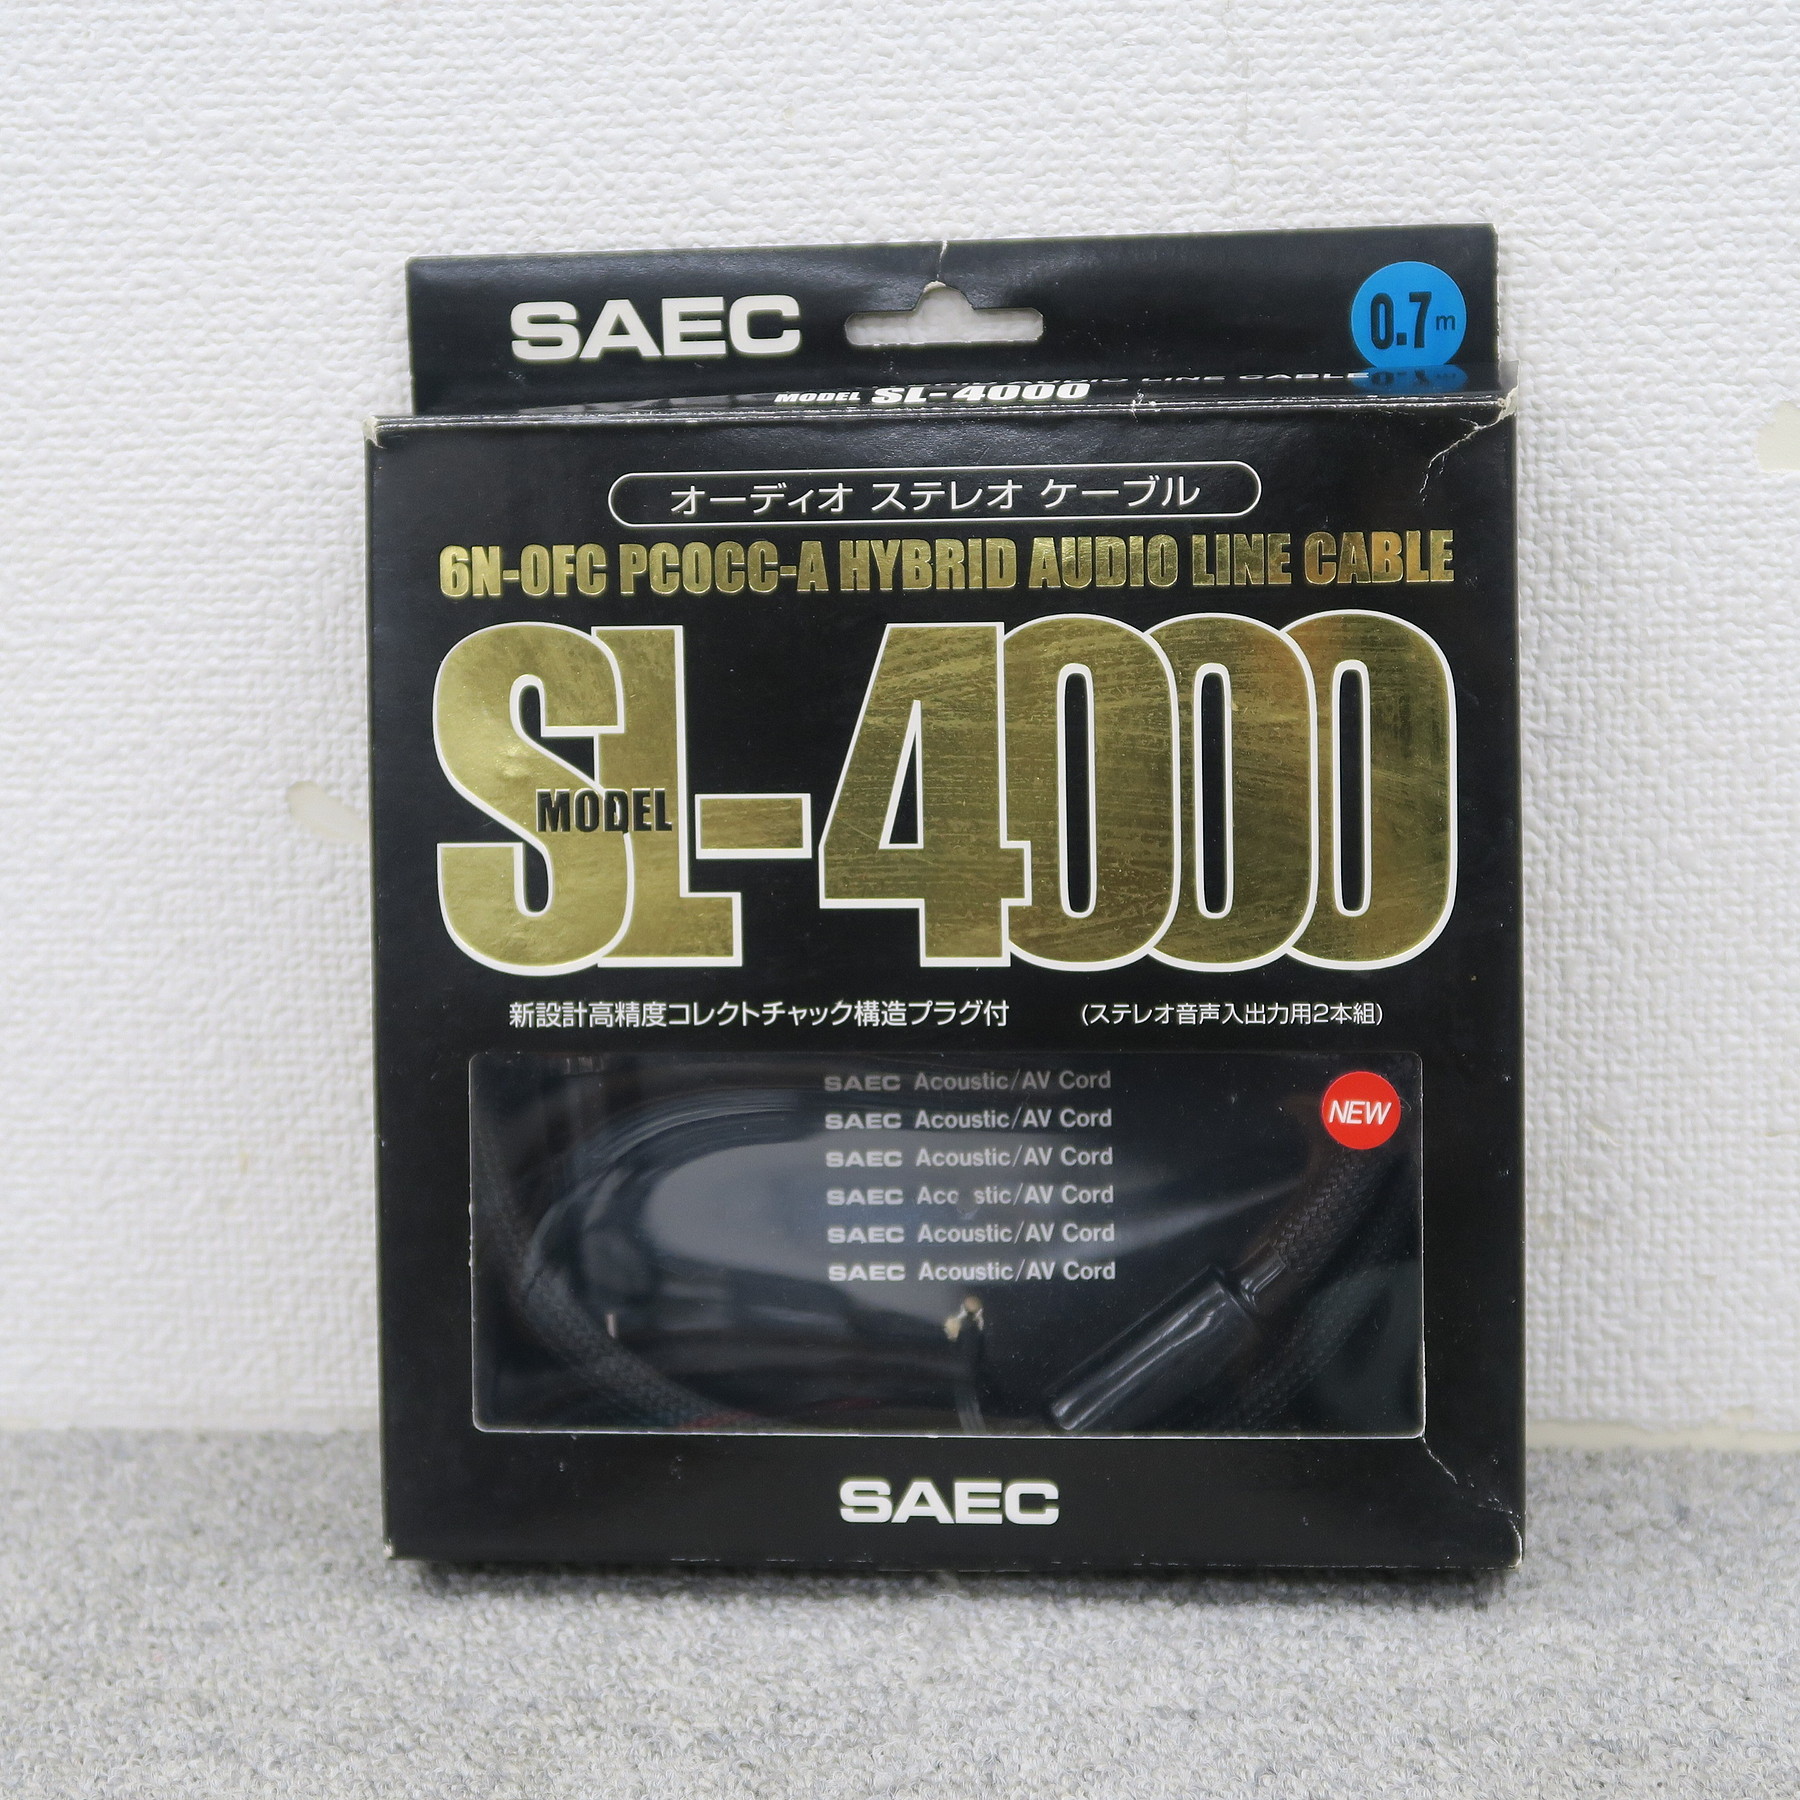 SAEC
0.7m
MODEL SL-4000
オーディオ ステレオ ケーブル
6N-OFC PCOCC-A HYBRID AUDIO LINE CABLE
SL-4000
MODEL
新設計高精度コレクトチャック構造プラグ付 (ステレオ音声入出力用2本組)
SAEC Acoustic/AV Cord
NEW
SAEC Acoustic/AV Cord
SAEC Acoustic/AV Cord
SAEC Acoustic/AV Cord
SAEC Acoustic/AV Cord
SAEC Acoustic/AV Cord
SAEC